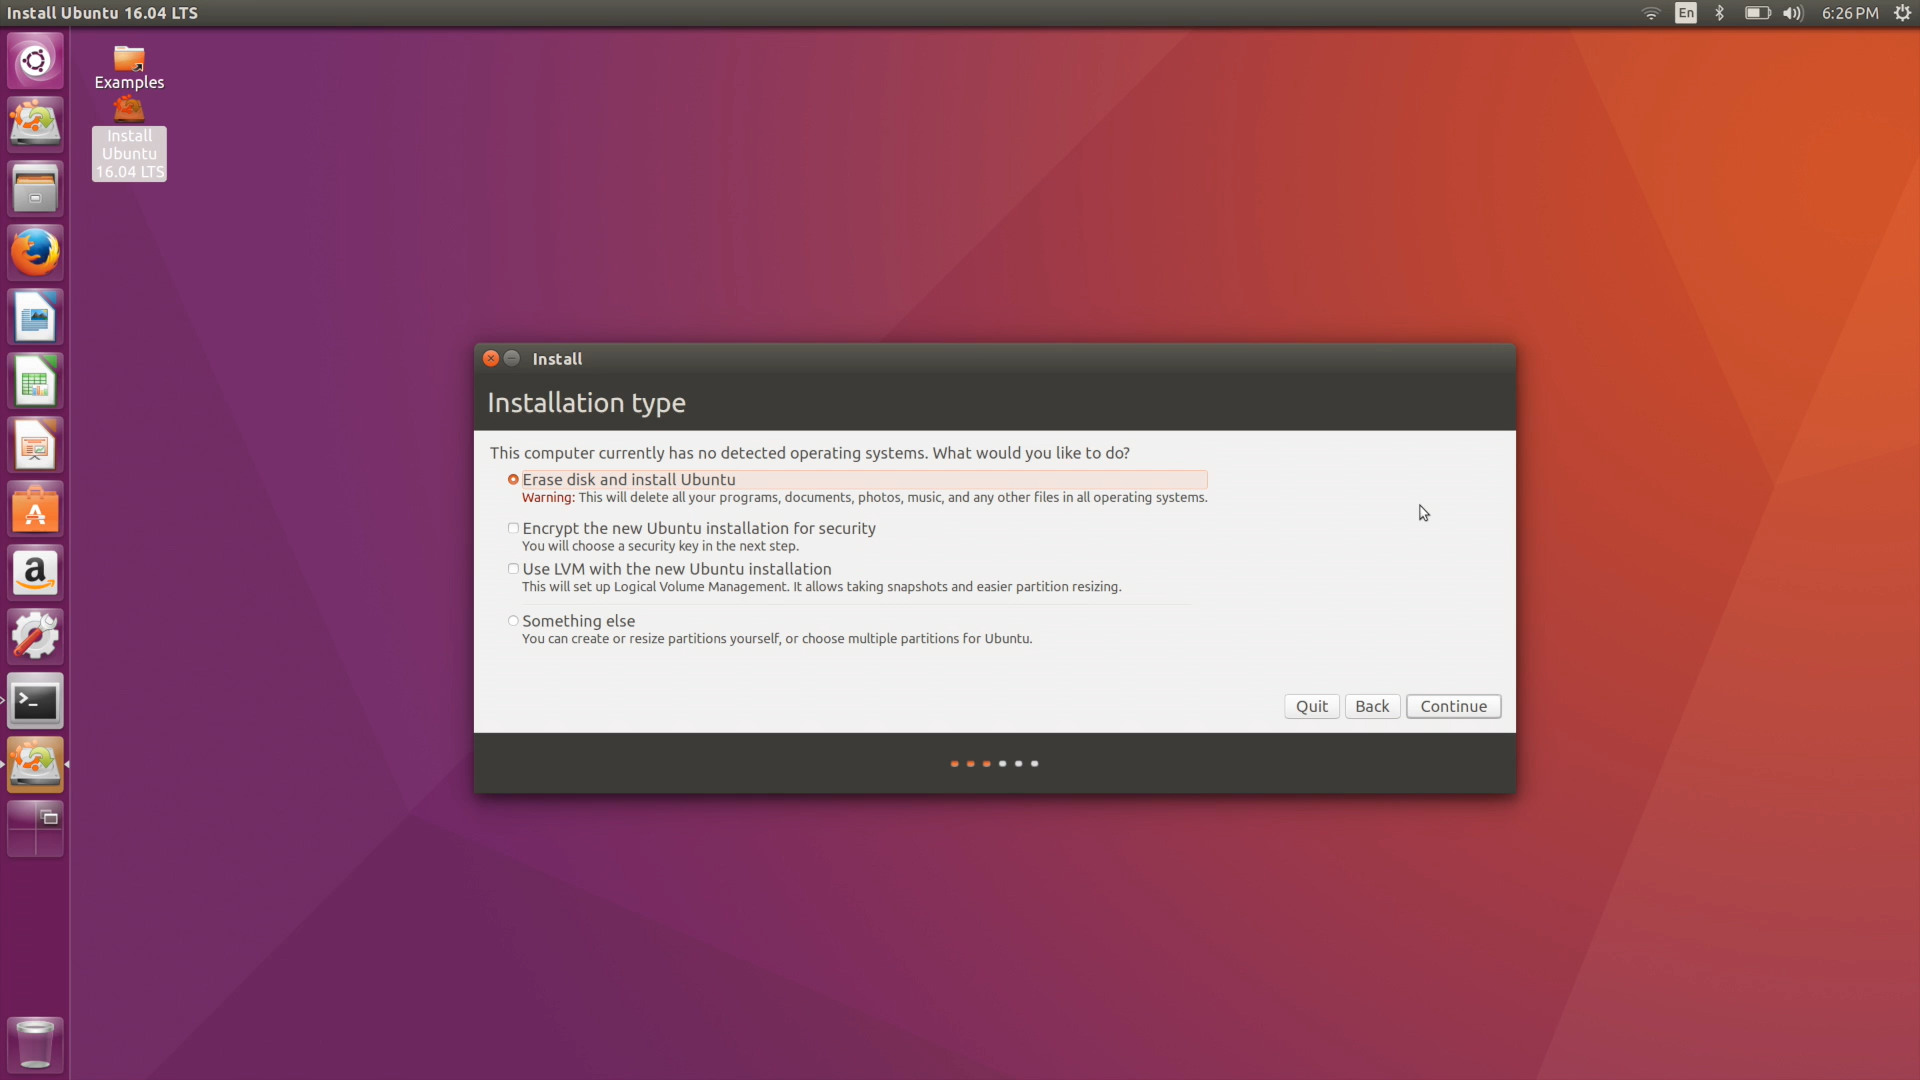 Install Ubuntu 16.04 LTS
En
6:26 PM
Examples
Install
Ubuntu
16.04 LTS
Install
Installation type
This computer currently has no detected operating systems. What would you like to do?
Erase disk and install Ubuntu
Warning: This will delete all your programs, documents, photos, music, and any other files in all operating systems.
Encrypt the new Ubuntu installation for security
You will choose a security key in the next step.
Use LVM with the new Ubuntu installation
This will set up Logical Volume Management. It allows taking snapshots and easier partition resizing.
Something else
You can create or resize partitions yourself, or choose multiple partitions for Ubuntu.
Quit Back Continue